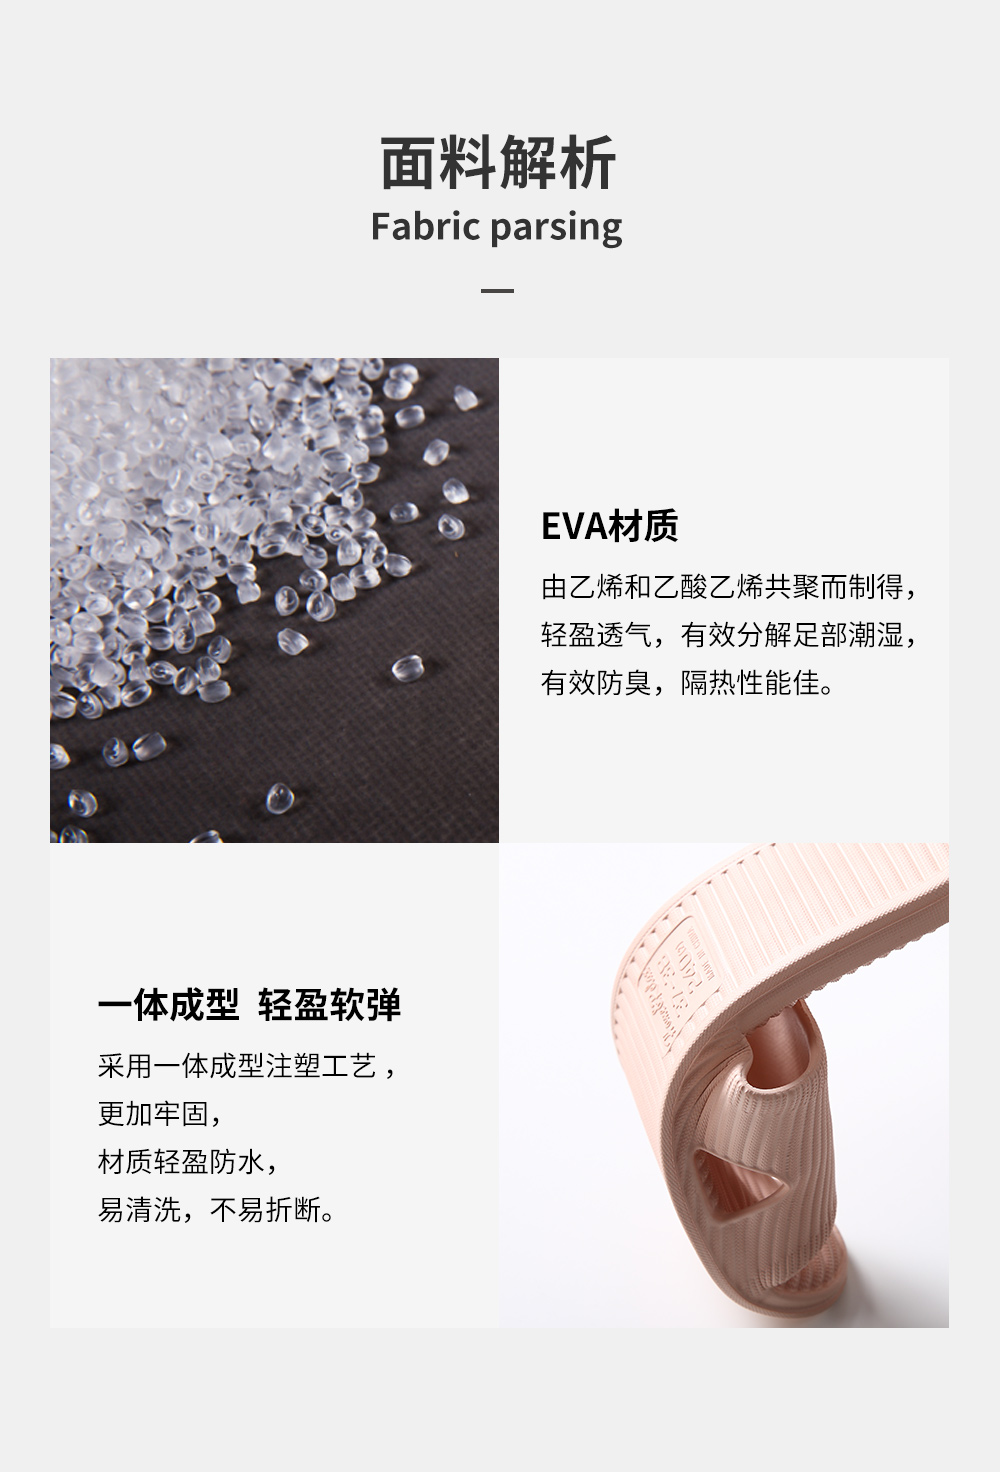 面料解析
Fabric parsing
EVA材质
由乙烯和乙酸乙烯共聚而制得，
轻盈透气，有效分解足部潮湿，
有效防臭，隔热性能佳。
一体成型 轻盈软弹
采用一体成型注塑工艺，
更加牢固，
材质轻盈防水，
易清洗，不易折断。